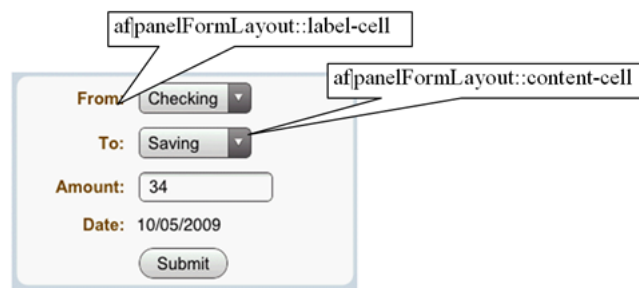 af|panelFormLayout::label-cell
af|panelFormLayout::content-cell
From: Checking
To: Saving
Amount: 34
Date: 10/05/2009
Submit